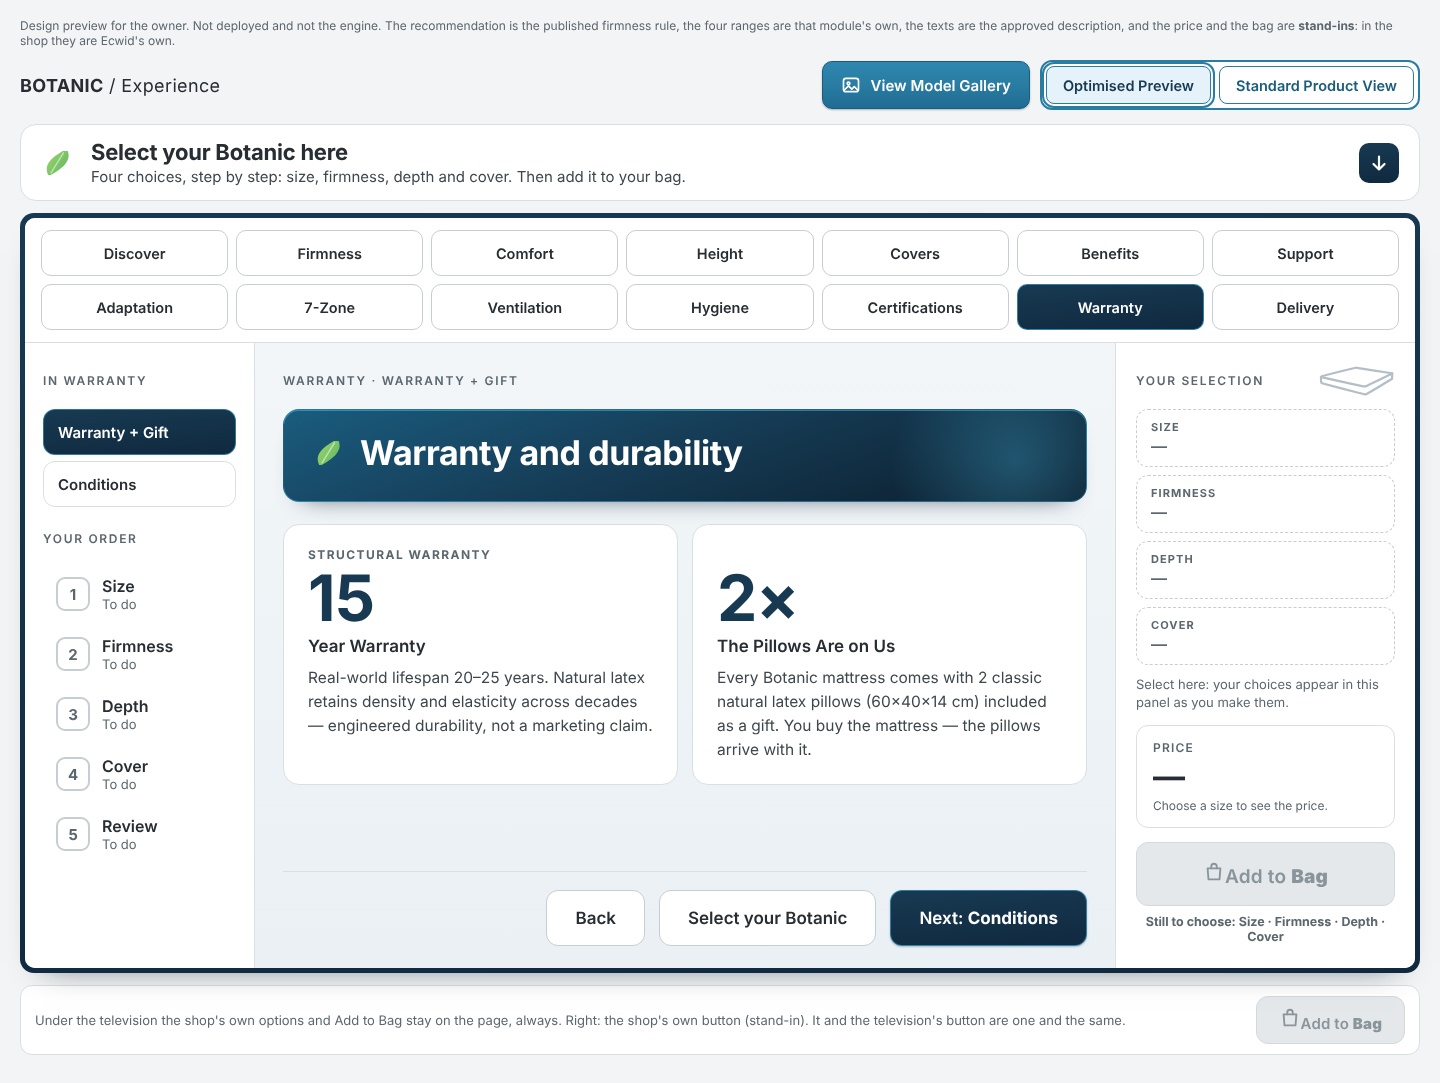 Design preview for the owner. Not deployed and not the engine. The recommendation is the published firmness rule, the four ranges are that module's own, the texts are the approved description, and the price and the bag are stand-ins: in the
shop they are Ecwid's own.
BOTANIC / Experience
View Model Gallery
Optimised Preview
Standard Product View
Select your Botanic here
Four choices, step by step: size, firmness, depth and cover. Then add it to your bag.
Discover
Firmness
Comfort
Height
Covers
Benefits
Support
Adaptation
7-Zone
Ventilation
Hygiene
Certifications
Warranty
Delivery
IN WARRANTY
Warranty + Gift
Conditions
YOUR ORDER
1
Size
To do
2
Firmness
To do
3
Depth
To do
4
Cover
To do
5
Review
To do
WARRANTY · WARRANTY + GIFT
Warranty and durability
STRUCTURAL WARRANTY
15
Year Warranty
Real-world lifespan 20–25 years. Natural latex
retains density and elasticity across decades
— engineered durability, not a marketing claim.
2×
The Pillows Are on Us
Every Botanic mattress comes with 2 classic
natural latex pillows (60×40×14 cm) included
as a gift. You buy the mattress — the pillows
arrive with it.
Back
Select your Botanic
Next: Conditions
YOUR SELECTION
SIZE
—
FIRMNESS
—
DEPTH
—
COVER
—
Select here: your choices appear in this
panel as you make them.
PRICE
—
Choose a size to see the price.
Add to Bag
Still to choose: Size · Firmness · Depth ·
Cover
Under the television the shop's own options and Add to Bag stay on the page, always. Right: the shop's own button (stand-in). It and the television's button are one and the same.
Add to Bag